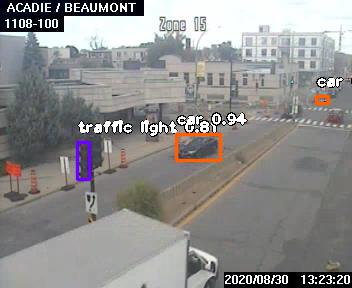 ACADIE / BEAUMONT
1108-100
Zone 15
car
traffic light 0.81
car 0.94
2020/08/30 13:23:20